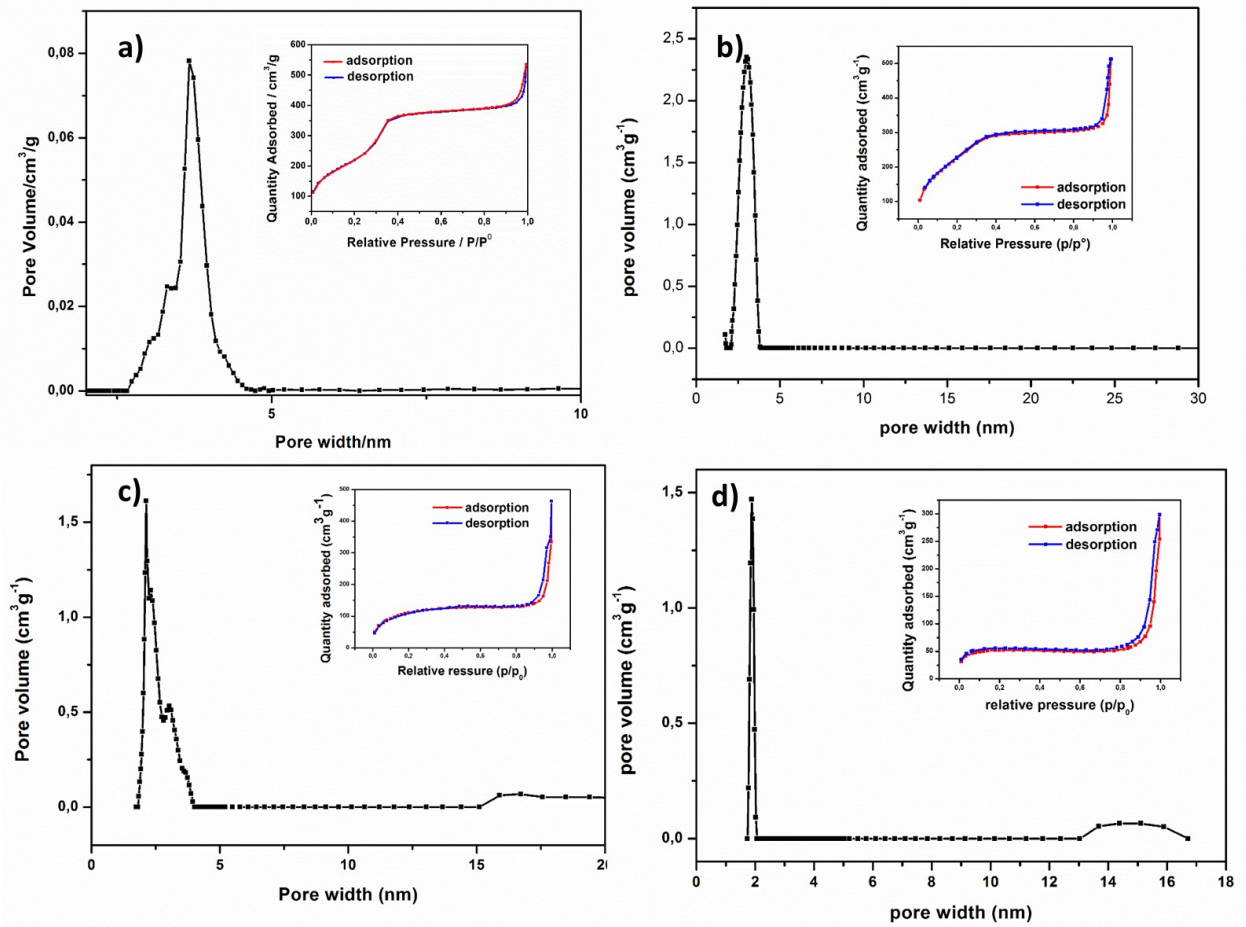 a)
0,08
0,06
0,04
0,02
0,00
Pore Volume/cm³/g
5
10
Pore width/nm
600
500
400
300
200
100
Quantity Adsorbed / cm³/g
adsorption
desorption
0,0 0,2 0,4 0,6 0,8 1,0
Relative Pressure / P/P⁰
b)
2,5
2,0
1,5
1,0
0,5
0,0
pore volume (cm³g⁻¹)
0 5 10 15 20 25 30
pore width (nm)
600
500
400
300
200
100
Quantity adsorbed (cm³g⁻¹)
adsorption
desorption
0,0 0,2 0,4 0,6 0,8 1,0
Relative Pressure (p/p°)
c)
1,5
1,0
0,5
0,0
Pore volume (cm³g⁻¹)
0 5 10 15 20
Pore width (nm)
500
400
300
200
100
0
Quantity adsorbed (cm³g-¹)
adsorption
desorption
0,0 0,2 0,4 0,6 0,8 1,0
Relative ressure (p/p₀)
d)
1,5
1,0
0,5
0,0
pore volume (cm³g⁻¹)
0 2 4 6 8 10 12 14 16 18
pore width (nm)
300
250
200
150
100
50
0
Quantity adsorbed (cm³g⁻¹)
adsorption
desorption
0,0 0,2 0,4 0,6 0,8 1,0
relative pressure (p/p₀)